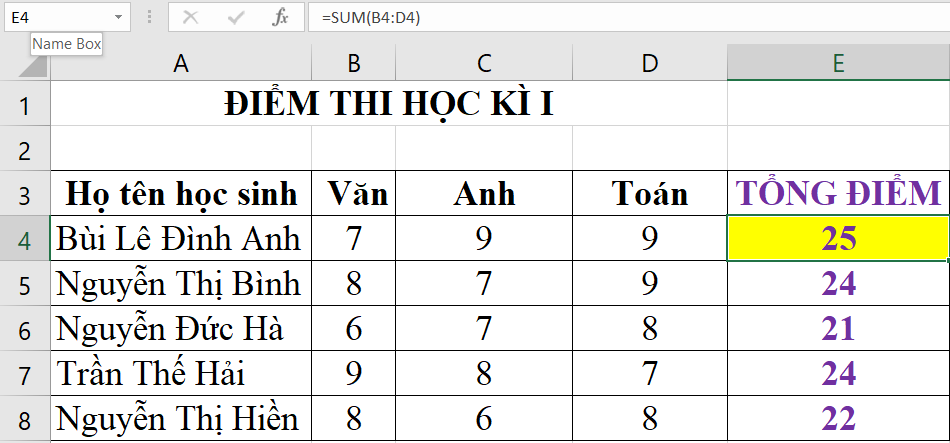 E4 =SUM(B4:D4)
Name Box
A B C D E
1 ĐIỂM THI HỌC KÌ I
2
3 Họ tên học sinh Văn Anh Toán TỔNG ĐIỂM
4 Bùi Lê Đình Anh 7 9 9 25
5 Nguyễn Thị Bình 8 7 9 24
6 Nguyễn Đức Hà 6 7 8 21
7 Trần Thế Hải 9 8 7 24
8 Nguyễn Thị Hiền 8 6 8 22